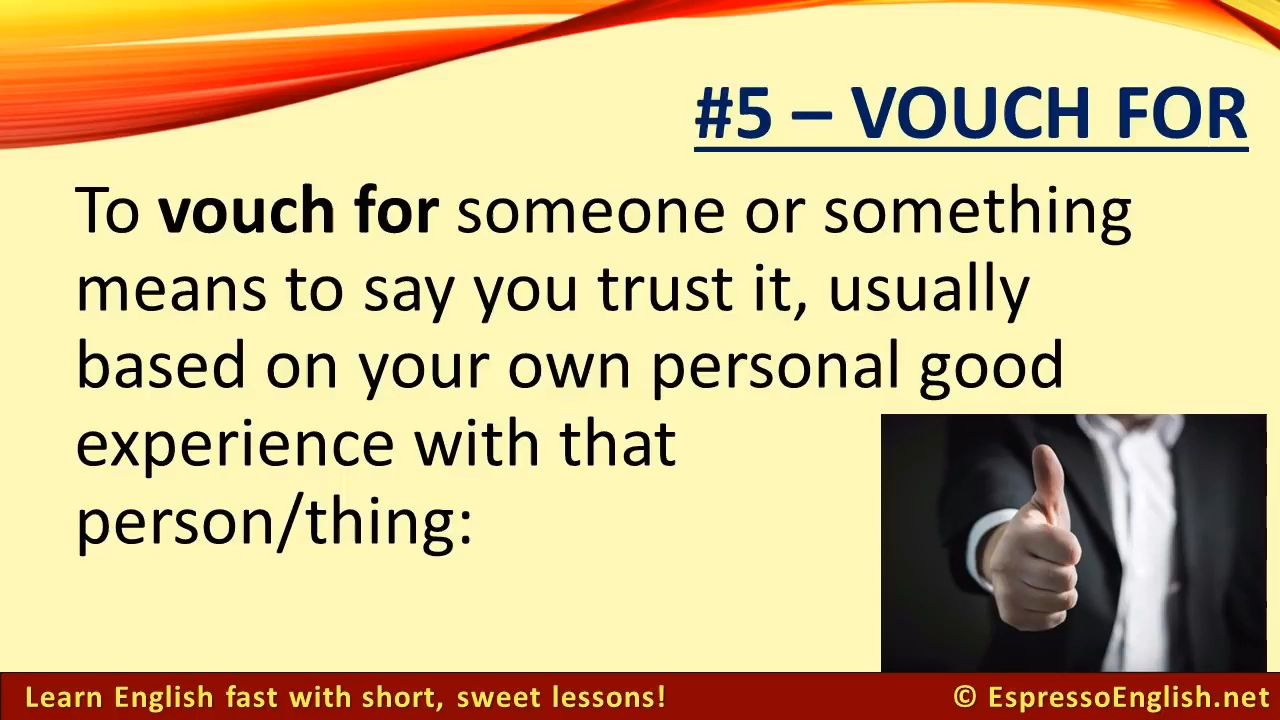 #5 – VOUCH FOR
To vouch for someone or something
means to say you trust it, usually
based on your own personal good
experience with that
person/thing:
Learn English fast with short, sweet lessons!
© EspressoEnglish.net